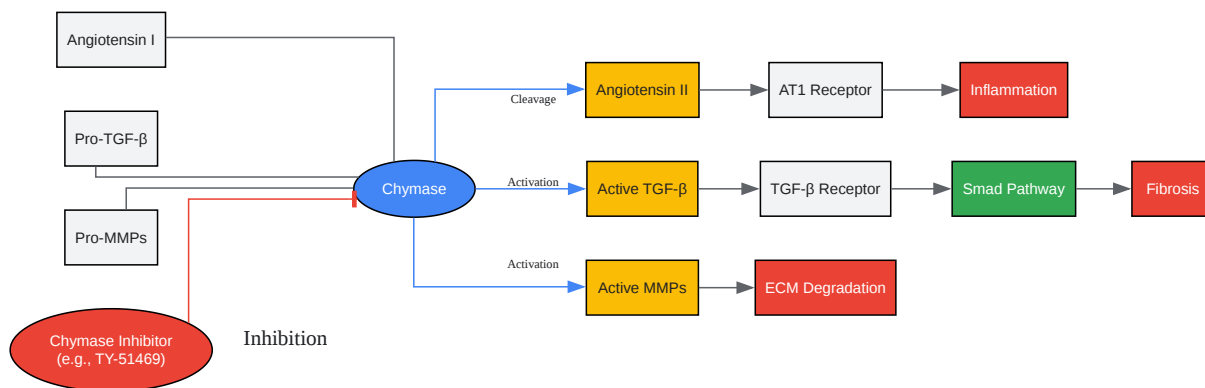 Angiotensin I
Pro-TGF-β
Pro-MMPs
Chymase Inhibitor
(e.g., TY-51469)
Inhibition
Chymase
Cleavage
Angiotensin II
AT1 Receptor
Inflammation
Activation
Active TGF-β
TGF-β Receptor
Smad Pathway
Fibrosis
Activation
Active MMPs
ECM Degradation